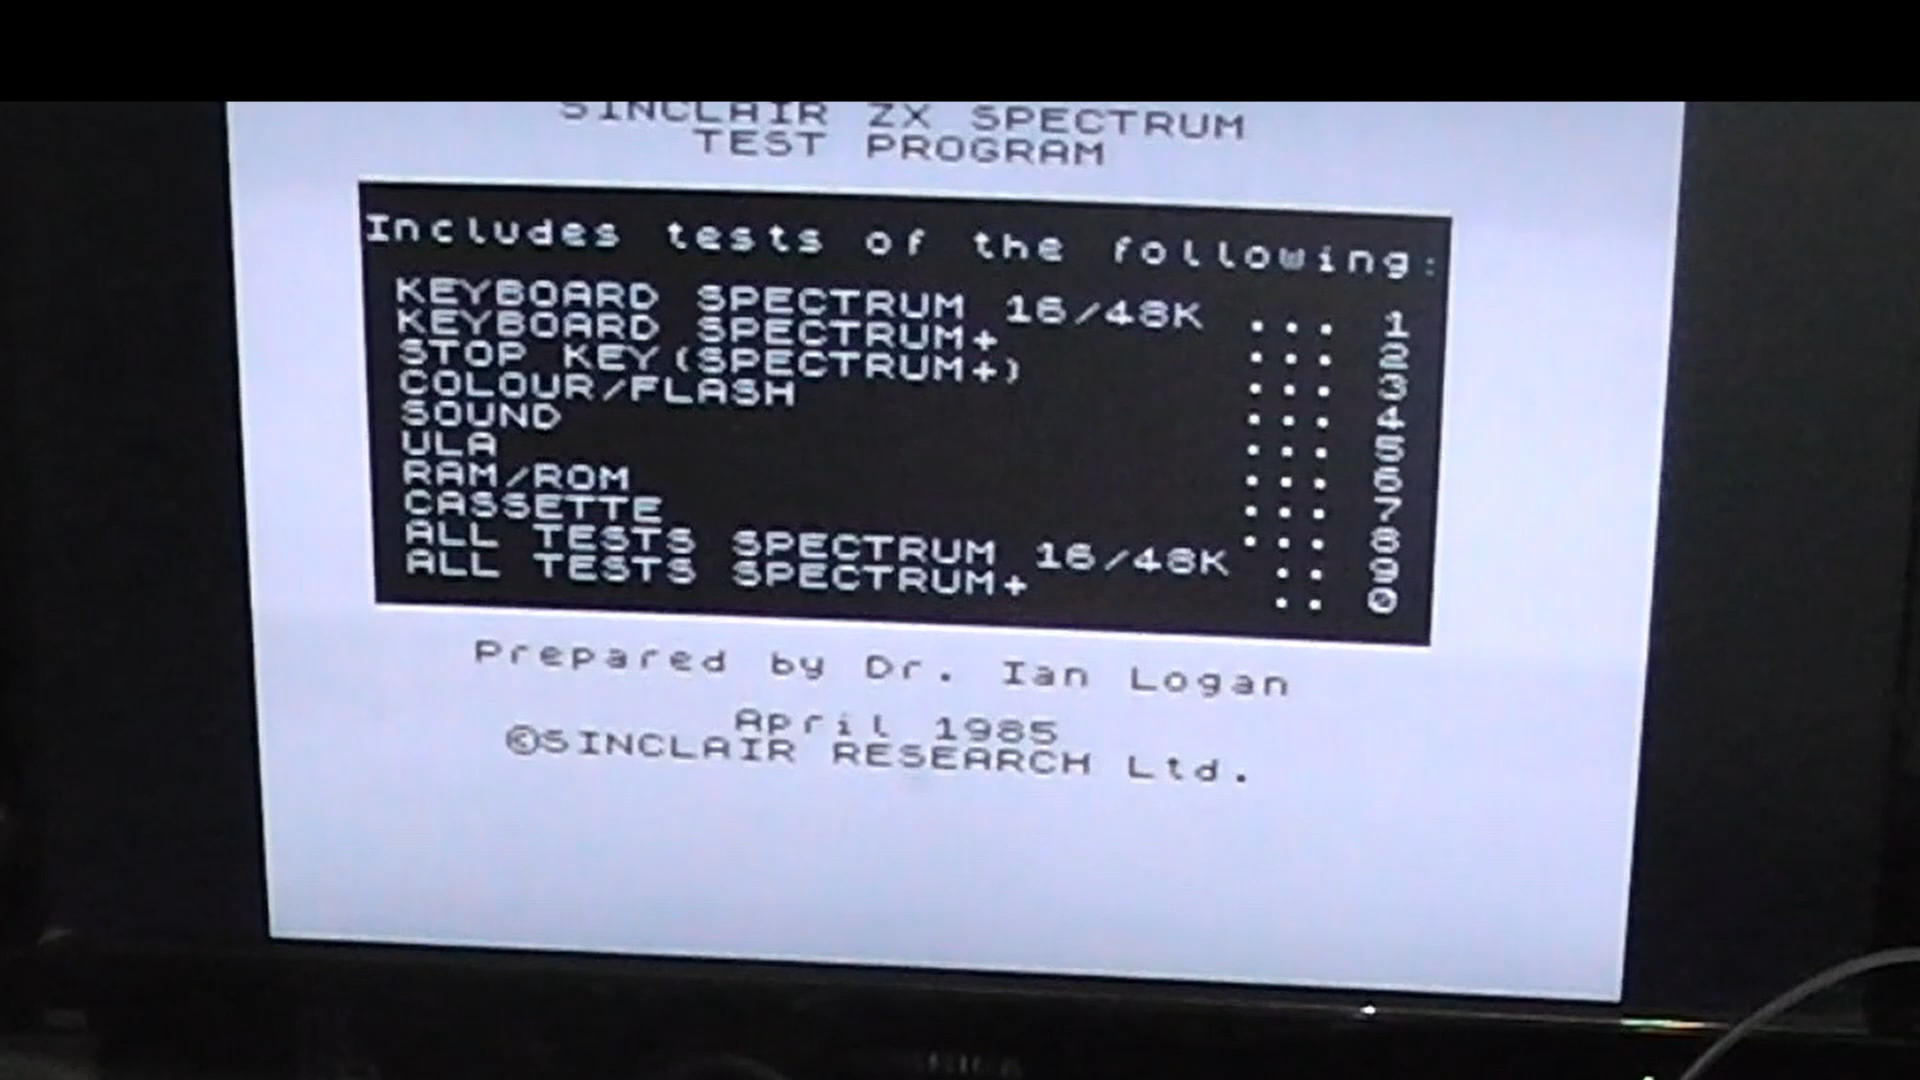 SINCLAIR ZX SPECTRUM
TEST PROGRAM
Includes tests of the following:
KEYBOARD SPECTRUM 16/48K ... 1
KEYBOARD SPECTRUM+ ... 2
STOP KEY(SPECTRUM+) ... 3
COLOUR/FLASH ... 4
SOUND ... 5
ULA ... 6
RAM/ROM ... 7
CASSETTE ... 8
ALL TESTS SPECTRUM 16/48K .. 9
ALL TESTS SPECTRUM+ .. 0
Prepared by Dr. Ian Logan
April 1985
©SINCLAIR RESEARCH Ltd.